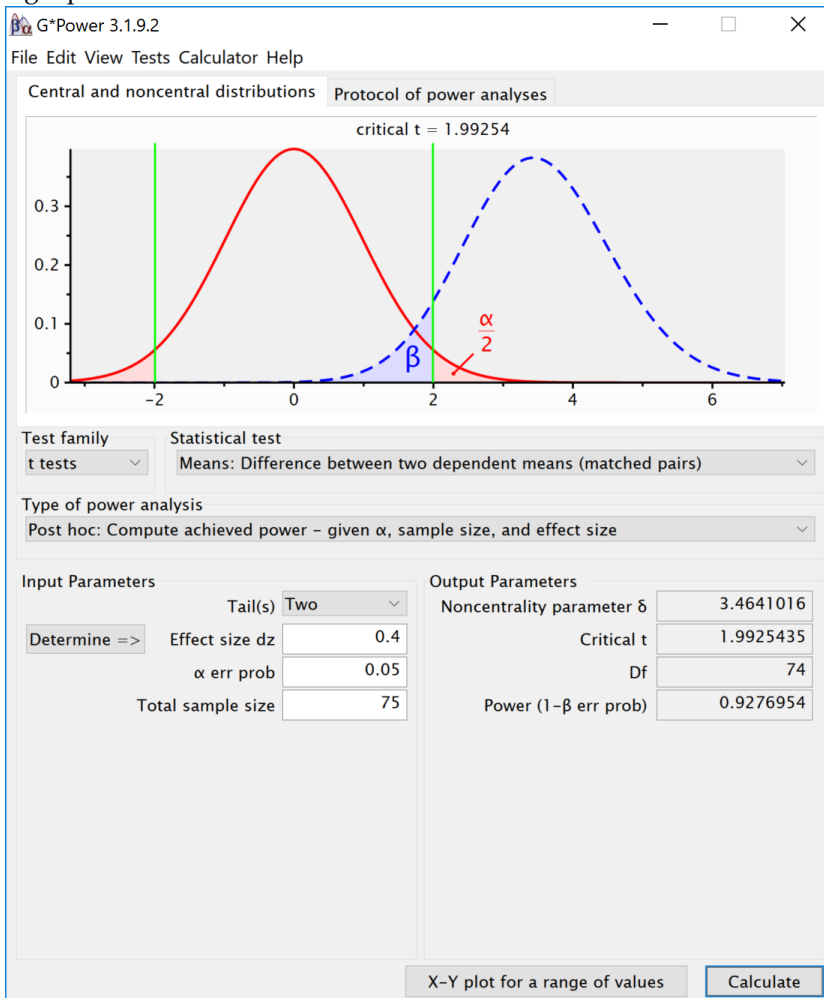 G*Power 3.1.9.2
File Edit View Tests Calculator Help
Central and noncentral distributions Protocol of power analyses
critical t = 1.99254
0.3
0.2
0.1
0
-2 0 2 4 6
β
α
2
Test family Statistical test
t tests Means: Difference between two dependent means (matched pairs)
Type of power analysis
Post hoc: Compute achieved power – given α, sample size, and effect size
Input Parameters Output Parameters
Tail(s) Two Noncentrality parameter δ 3.4641016
Determine => Effect size dz 0.4 Critical t 1.9925435
α err prob 0.05 Df 74
Total sample size 75 Power (1-β err prob) 0.9276954
X-Y plot for a range of values Calculate